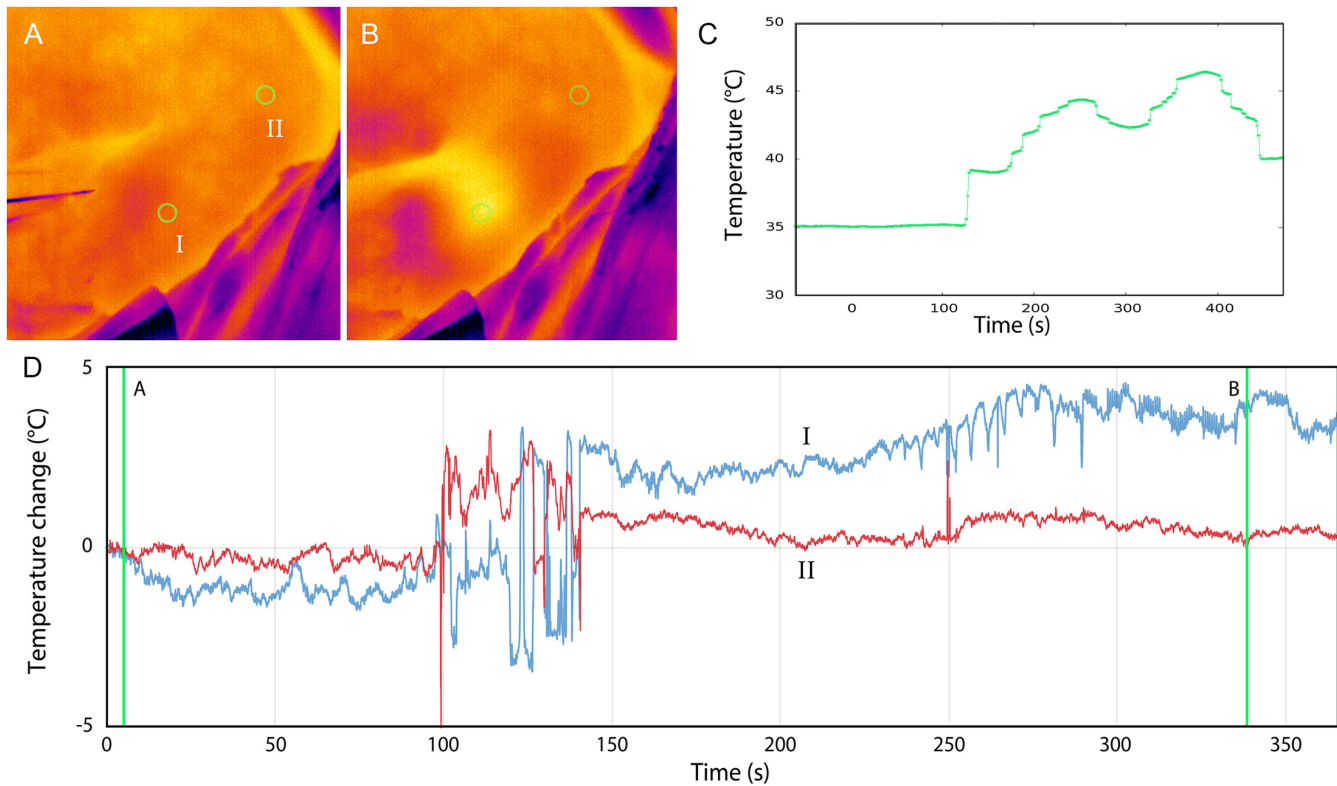 A
II
I
B
C
Temperature (°C)
50
45
40
35
30
0 100 200 300 400
Time (s)
D
Temperature change (°C)
5
0
-5
A
I
II
B
0 50 100 150 200 250 300 350
Time (s)